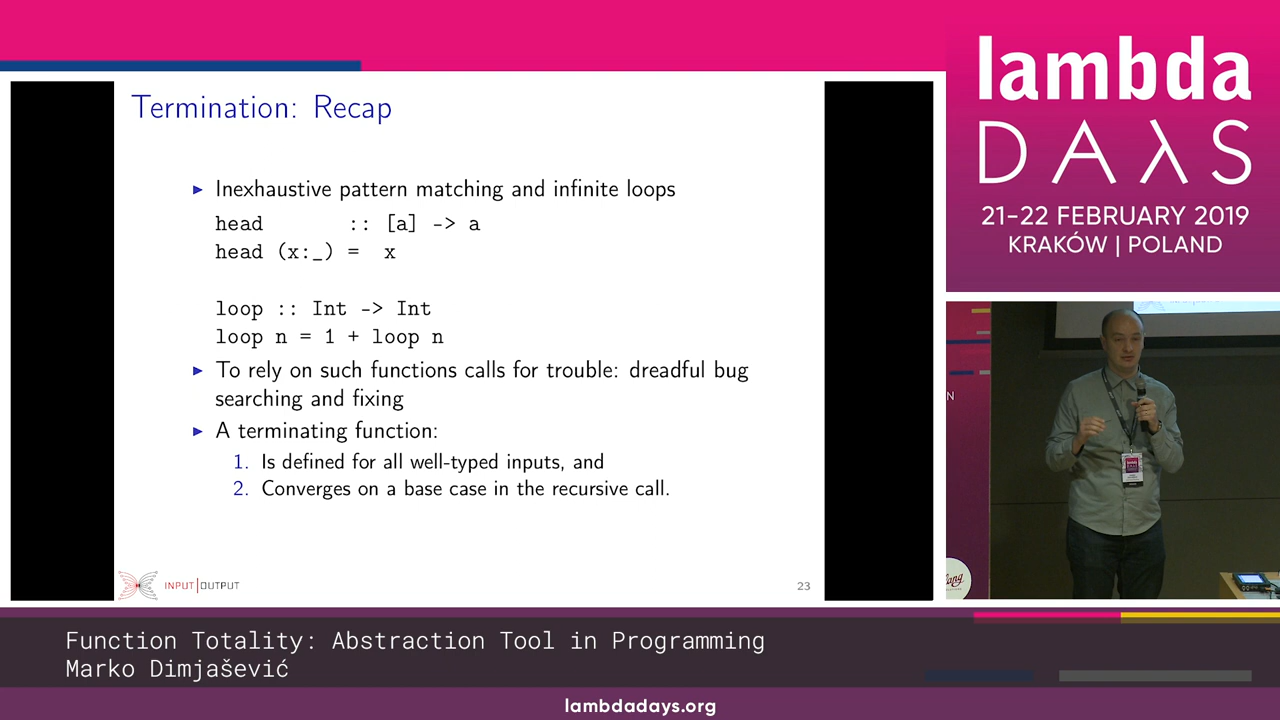 Termination: Recap
▶ Inexhaustive pattern matching and infinite loops
head      :: [a] -> a
head (x:_) =  x
loop :: Int -> Int
loop n = 1 + loop n
▶ To rely on such functions calls for trouble: dreadful bug
searching and fixing
▶ A terminating function:
1. Is defined for all well-typed inputs, and
2. Converges on a base case in the recursive call.
INPUT|OUTPUT
23
lambda
DAλS
21–22 FEBRUARY 2019
KRAKÓW | POLAND
Function Totality: Abstraction Tool in Programming
Marko Dimjašević
lambdadays.org